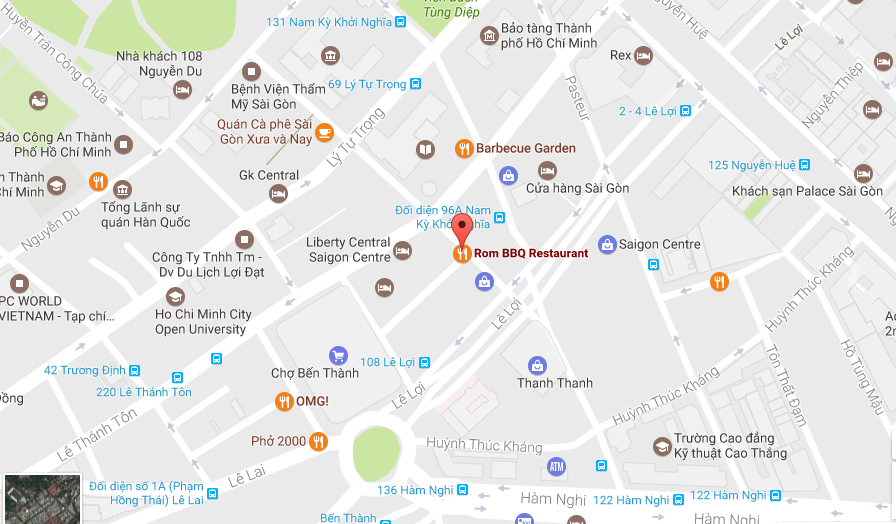 Vien Buch
Tùng Diệp
131 Nam Kỳ Khởi Nghĩa
Bảo tàng Thành
phố Hồ Chí Minh
Nguyễn Huệ
Lê Lợi
Nguyễn Trần Công Chúa
Nhà khách 108
Nguyễn Du
Rex
Bệnh Viện Thẩm
Mỹ Sài Gòn
69 Lý Tự Trọng
Pasteur
Nguyễn Thiệp
2 - 4 Lê Lợi
Quán Cà phê Sài
Gòn Xưa và Nay
Lý Tự Trọng
Báo Công An Thành
Phố Hồ Chí Minh
Barbecue Garden
125 Nguyễn Huệ
Thành
Chí Minh
Gk Central
Cửa hàng Sài Gòn
Khách sạn Palace Sài Gòn
Tổng Lãnh sự
quán Hàn Quốc
Nguyễn Du
Đối diện 96A Nam
Kỳ Khởi Nghĩa
Liberty Central
Saigon Centre
Rom BBQ Restaurant
Saigon Centre
Công Ty Tnhh Tm -
Dv Du Lịch Lợi Đạt
PC WORLD
VIETNAM - Tạp chí...
Ho Chi Minh City
Open University
Lê Lợi
Huỳnh Thúc Kháng
Hồ Tùng Mậu
Tôn Thất Đạm
42 Trương Định
Chợ Bến Thành
108 Lê Lợi
220 Lê Thánh Tôn
Thanh Thanh
OMG!
Lê Lợi
Huỳnh Thúc Kháng
Lê Thánh Tôn
Phở 2000
Huỳnh Thúc Kháng
Trường Cao đẳng
Kỹ thuật Cao Thắng
Lê Lai
ATM
Đối diện số 1A (Phạm
Hồng Thái) Lê Lai
136 Hàm Nghi
Hàm Nghi
122 Hàm Nghi
122 Hàm Nghi
Bến Thành
Hàm Nghi